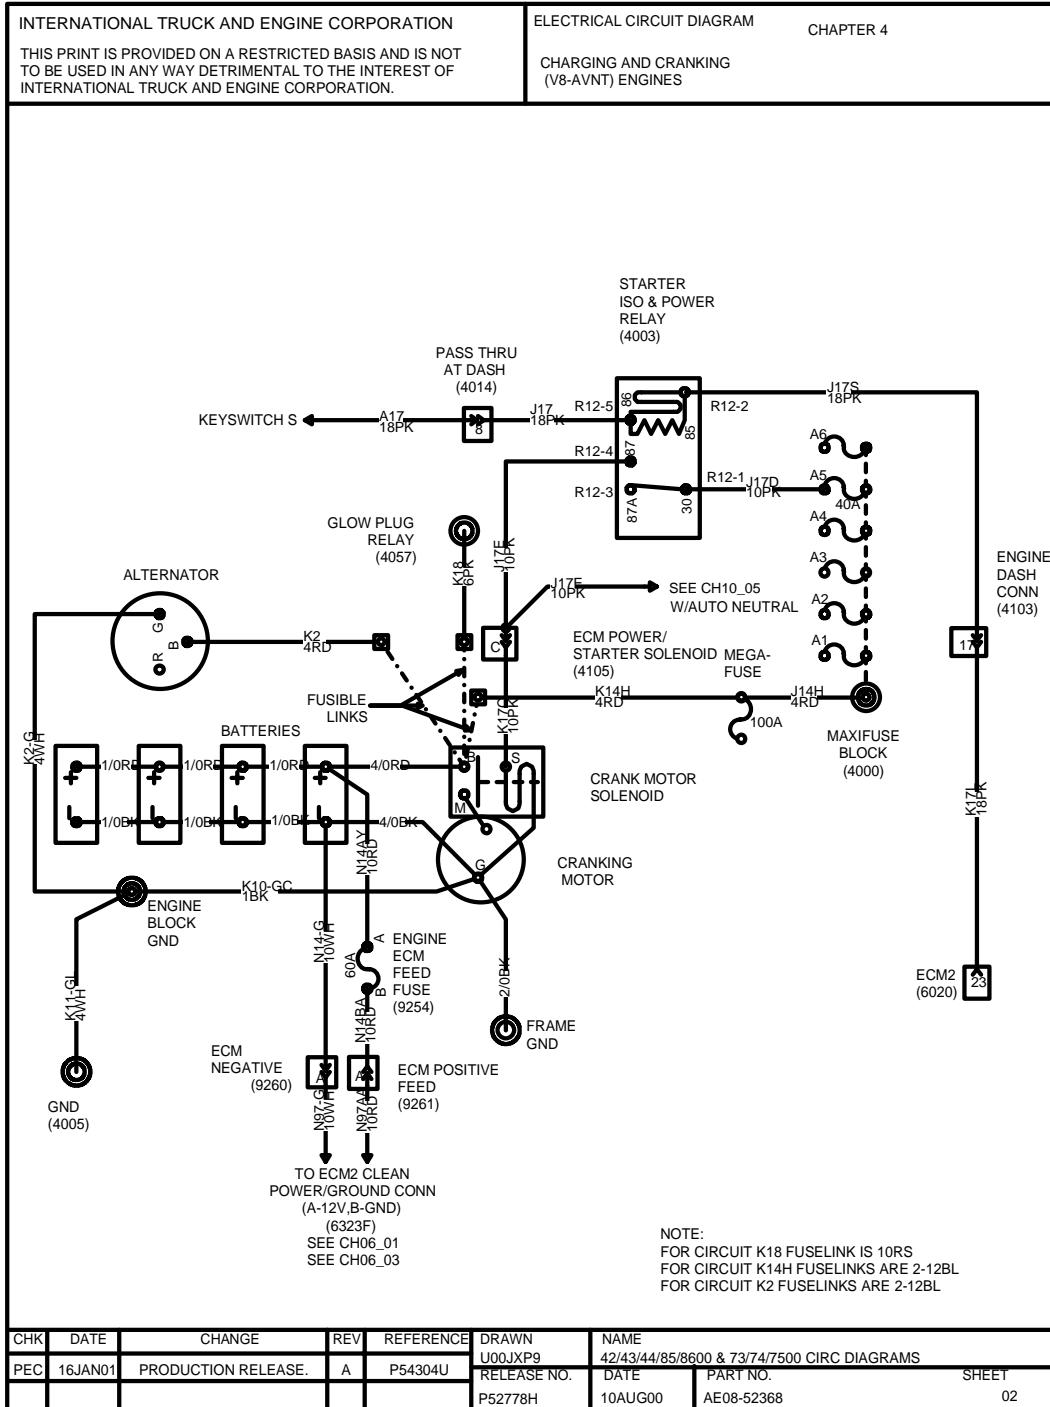 INTERNATIONAL TRUCK AND ENGINE CORPORATION
THIS PRINT IS PROVIDED ON A RESTRICTED BASIS AND IS NOT
TO BE USED IN ANY WAY DETRIMENTAL TO THE INTEREST OF
INTERNATIONAL TRUCK AND ENGINE CORPORATION.
ELECTRICAL CIRCUIT DIAGRAM
CHAPTER 4
CHARGING AND CRANKING
(V8-AVNT) ENGINES
STARTER
ISO & POWER
RELAY
(4003)
PASS THRU
AT DASH
(4014)
KEYSWITCH S
A17
18PK
8
J17
18PK
R12-5
86
85
R12-2
J17S
18PK
R12-4
87
R12-3
87A
30
R12-1
J17D
10PK
A6
A5
40A
A4
A3
A2
A1
GLOW PLUG
RELAY
(4057)
K18
6PK
J17E
10PK
J17F
10PK
SEE CH10_05
W/AUTO NEUTRAL
ENGINE
DASH
CONN
(4103)
17
ALTERNATOR
G
B
R
K2
4RD
C
ECM POWER/
STARTER SOLENOID
(4105)
MEGA-
FUSE
K14H
4RD
J14H
4RD
100A
MAXIFUSE
BLOCK
(4000)
FUSIBLE
LINKS
K17C
10PK
K2-G
4WH
BATTERIES
1/0RD
1/0RD
1/0RD
4/0RD
+
+
+
+
-
-
-
-
1/0BK
1/0BK
1/0BK
4/0BK
B
S
M
CRANK MOTOR
SOLENOID
G
CRANKING
MOTOR
K17L
18PK
N14AY
10RD
K10-GC
1BK
ENGINE
BLOCK
GND
N14-G
10WH
60A
A
B
ENGINE
ECM
FEED
FUSE
(9254)
N14BA
10RD
2/0BK
FRAME
GND
ECM2
(6020)
23
K11-GL
4WH
GND
(4005)
ECM
NEGATIVE
(9260)
A
A
ECM POSITIVE
FEED
(9261)
N97-G
10WH
N97AA
10RD
TO ECM2 CLEAN
POWER/GROUND CONN
(A-12V,B-GND)
(6323F)
SEE CH06_01
SEE CH06_03
NOTE:
FOR CIRCUIT K18 FUSELINK IS 10RS
FOR CIRCUIT K14H FUSELINKS ARE 2-12BL
FOR CIRCUIT K2 FUSELINKS ARE 2-12BL
CHK DATE CHANGE REV REFERENCE
PEC 16JAN01 PRODUCTION RELEASE. A P54304U
DRAWN
U00JXP9
NAME
42/43/44/85/8600 & 73/74/7500 CIRC DIAGRAMS
RELEASE NO.
P52778H
DATE
10AUG00
PART NO.
AE08-52368
SHEET
02